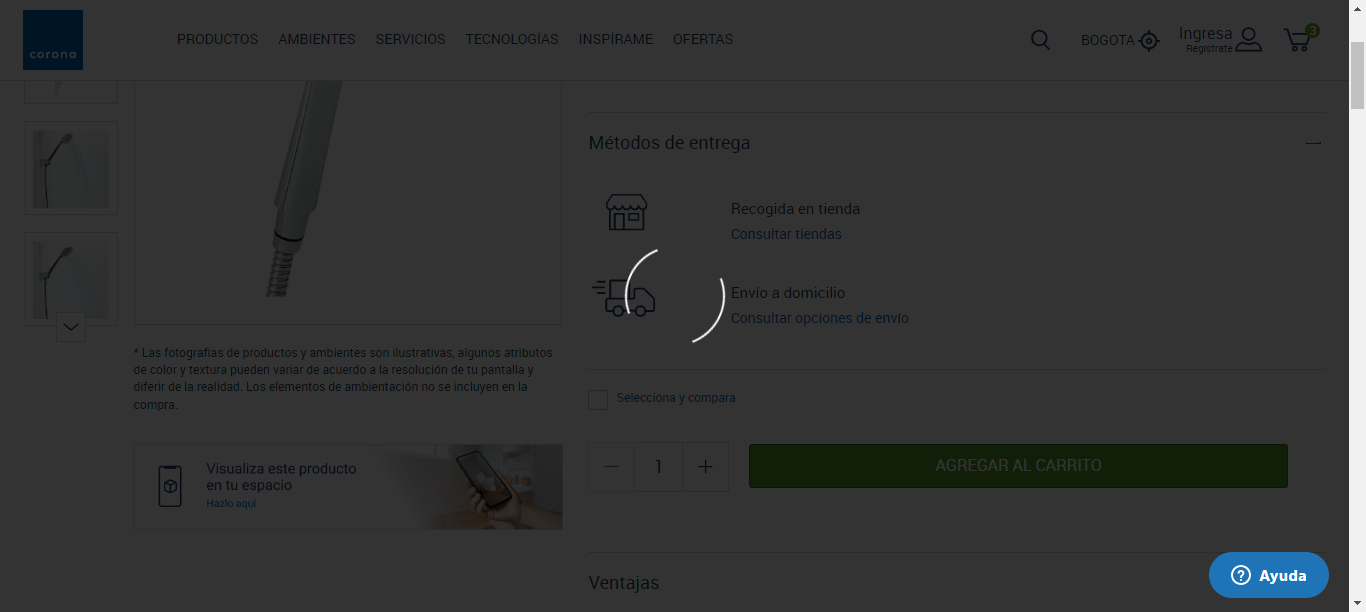 corona
PRODUCTOS AMBIENTES SERVICIOS TECNOLOGÍAS INSPÍRAME OFERTAS
BOGOTA
Ingresa
Regístrate
3
Métodos de entrega
Recogida en tienda
Consultar tiendas
Envío a domicilio
Consultar opciones de envío
* Las fotografías de productos y ambientes son ilustrativas, algunos atributos
de color y textura pueden variar de acuerdo a la resolución de tu pantalla y
diferir de la realidad. Los elementos de ambientación no se incluyen en la
compra.
Selecciona y compara
1
AGREGAR AL CARRITO
Visualiza este producto
en tu espacio
Hazlo aquí
Ventajas
Ayuda